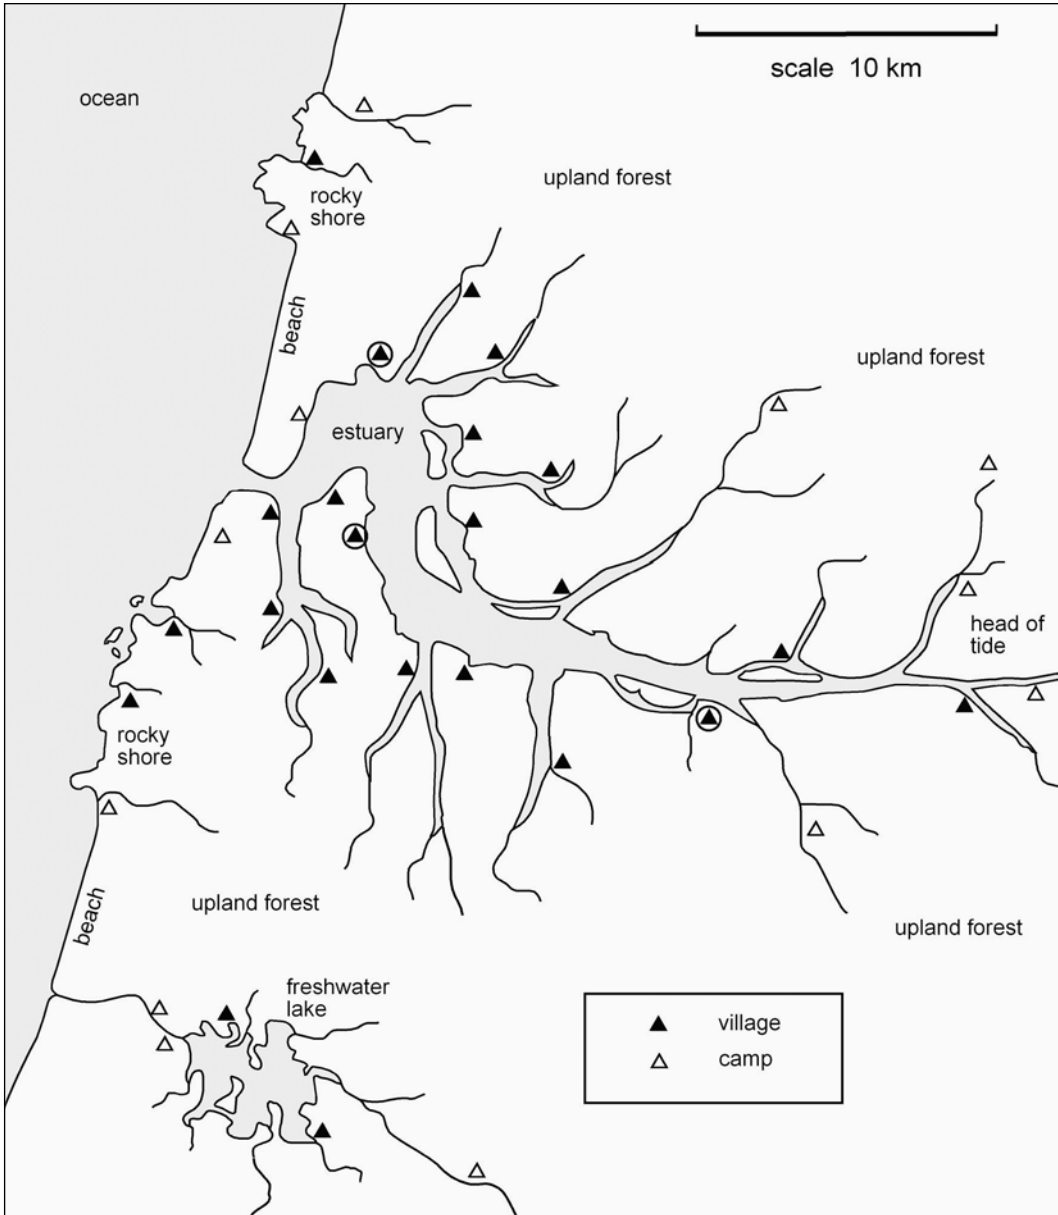 scale 10 km
ocean
upland forest
rocky
shore
beach
upland forest
estuary
head of
tide
rocky
shore
upland forest
beach
upland forest
freshwater
lake
village
camp